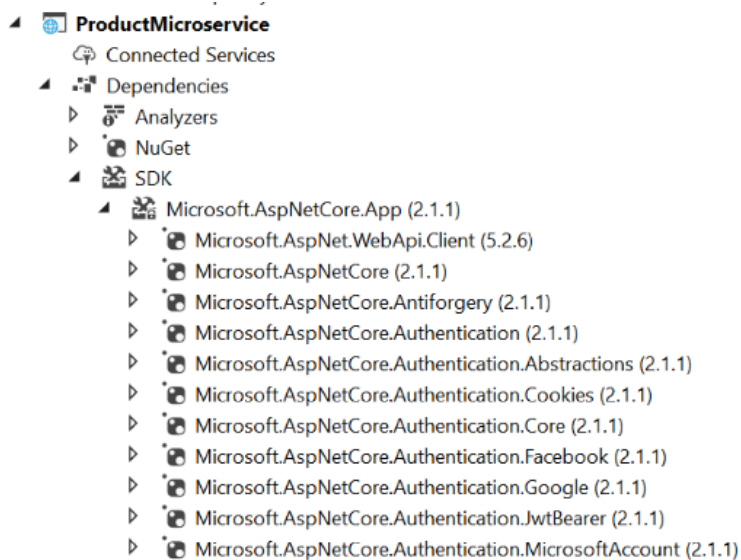 ProductMicroservice
Connected Services
Dependencies
Analyzers
NuGet
SDK
Microsoft.AspNetCore.App (2.1.1)
Microsoft.AspNet.WebApi.Client (5.2.6)
Microsoft.AspNetCore (2.1.1)
Microsoft.AspNetCore.Antiforgery (2.1.1)
Microsoft.AspNetCore.Authentication (2.1.1)
Microsoft.AspNetCore.Authentication.Abstractions (2.1.1)
Microsoft.AspNetCore.Authentication.Cookies (2.1.1)
Microsoft.AspNetCore.Authentication.Core (2.1.1)
Microsoft.AspNetCore.Authentication.Facebook (2.1.1)
Microsoft.AspNetCore.Authentication.Google (2.1.1)
Microsoft.AspNetCore.Authentication.JwtBearer (2.1.1)
Microsoft.AspNetCore.Authentication.MicrosoftAccount (2.1.1)